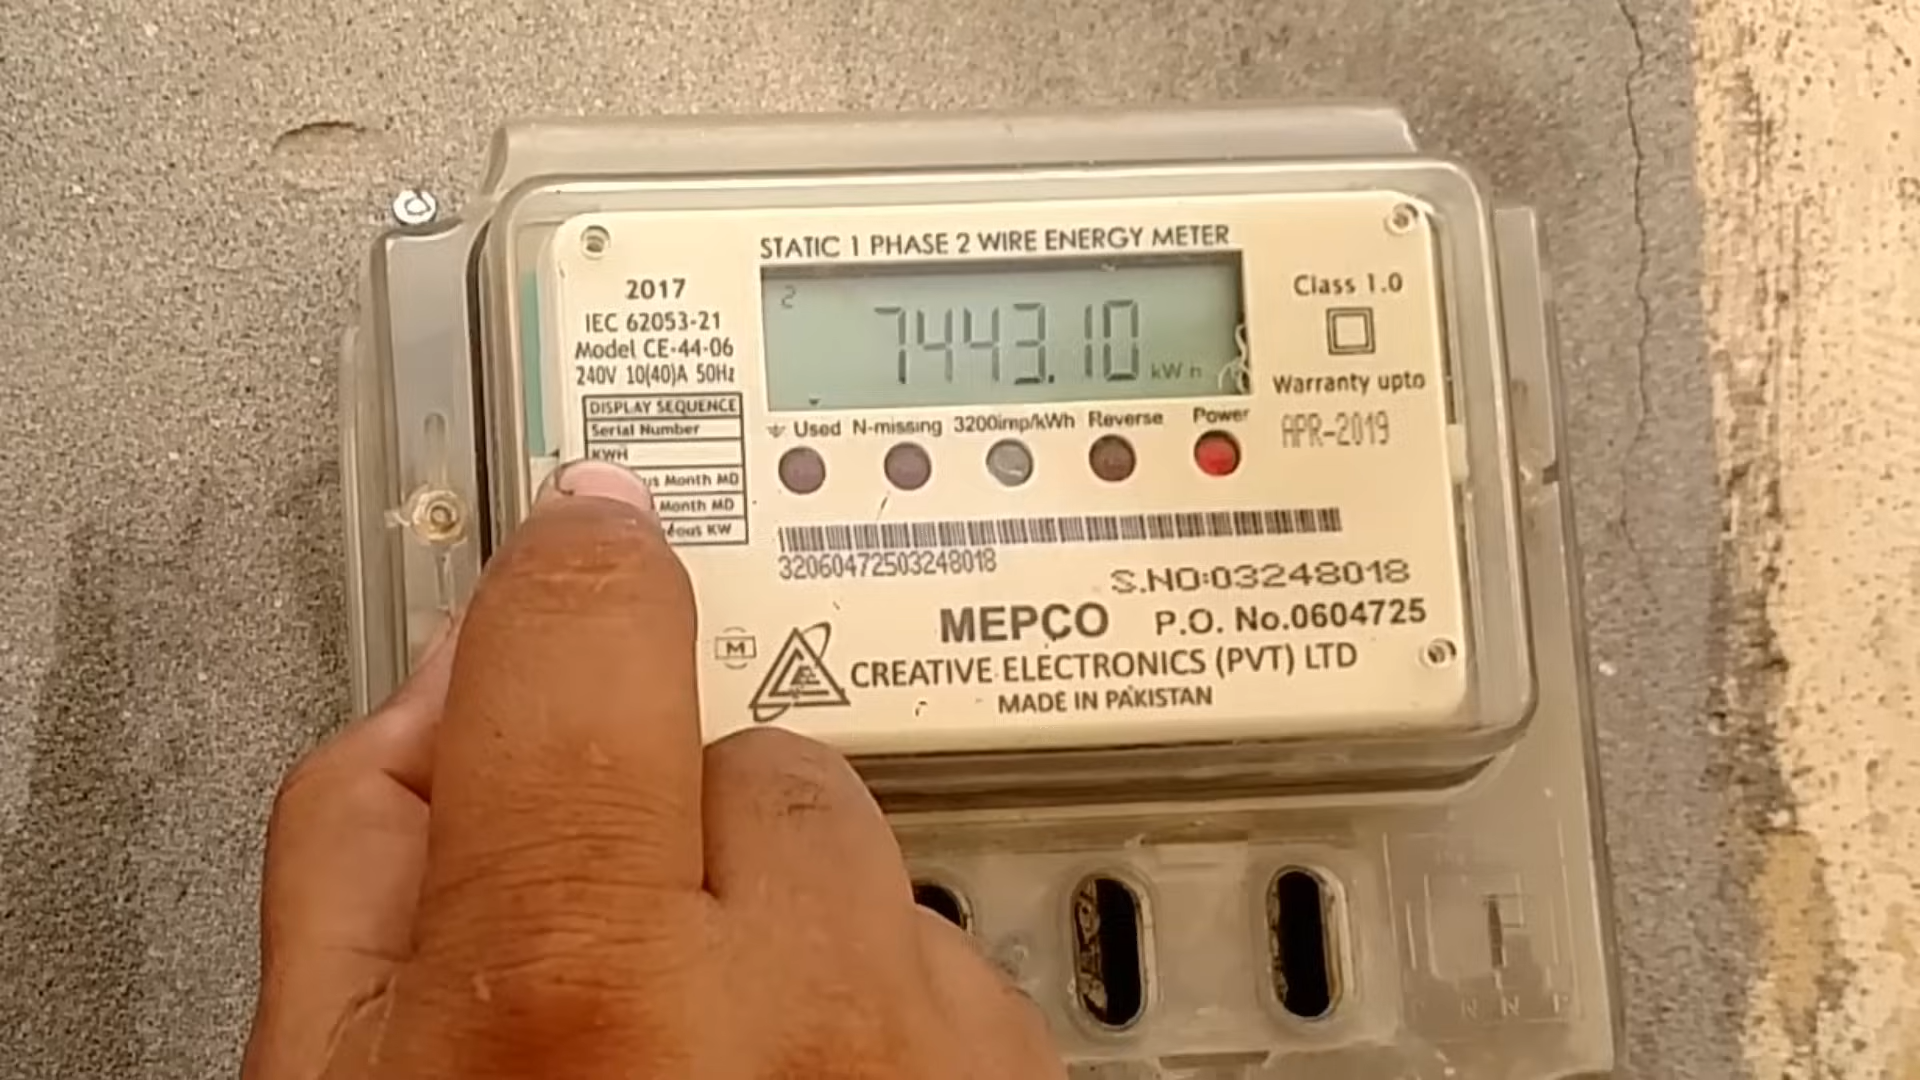 STATIC 1 PHASE 2 WIRE ENERGY METER
2017
IEC 62053-21
Model CE-44-06
240V 10(40)A 50Hz
2
7443.10 kWh
Class 1.0
Warranty upto
APR-2019
DISPLAY SEQUENCE
Serial Number
KWH
Month MD
Month MD
KW
Used N-missing 3200imp/kWh Reverse Power
32060472503248018
S.NO:03248018
MEPCO P.O. No.0604725
M
CREATIVE ELECTRONICS (PVT) LTD
MADE IN PAKISTAN